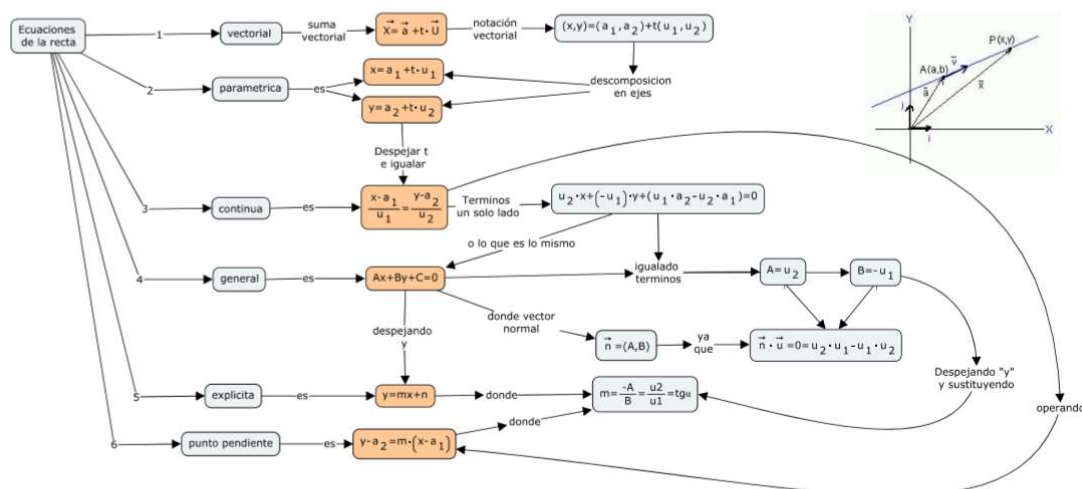 Ecuaciones
de la recta
1
vectorial
suma
vectorial
X⃗= a⃗ +t·U⃗
notación
vectorial
(x,y)=(a₁,a₂)+t(u₁,u₂)
descomposicion
en ejes
2
parametrica
es
x=a₁+t·u₁
y=a₂+t·u₂
Despejar t
e igualar
3
continua
es
x-a₁/u₁ = y-a₂/u₂
Terminos
un solo lado
u₂·x+(-u₁)·y+(u₁·a₂-u₂·a₁)=0
o lo que es lo mismo
4
general
es
Ax+By+C=0
igualado
terminos
A=u₂
B=-u₁
despejando
y
donde vector
normal
n⃗ =(A,B)
ya
que
n⃗ · u⃗ =0=u₂·u₁-u₁·u₂
Despejando "y"
y sustituyendo
operando
5
explicita
es
y=mx+n
donde
m=-A/B=u2/u1=tgα
6
punto pendiente
es
y-a₂=m·(x-a₁)
donde
Y
P(x,y)
A(a,b)
v⃗
a⃗
x⃗
j
i
X